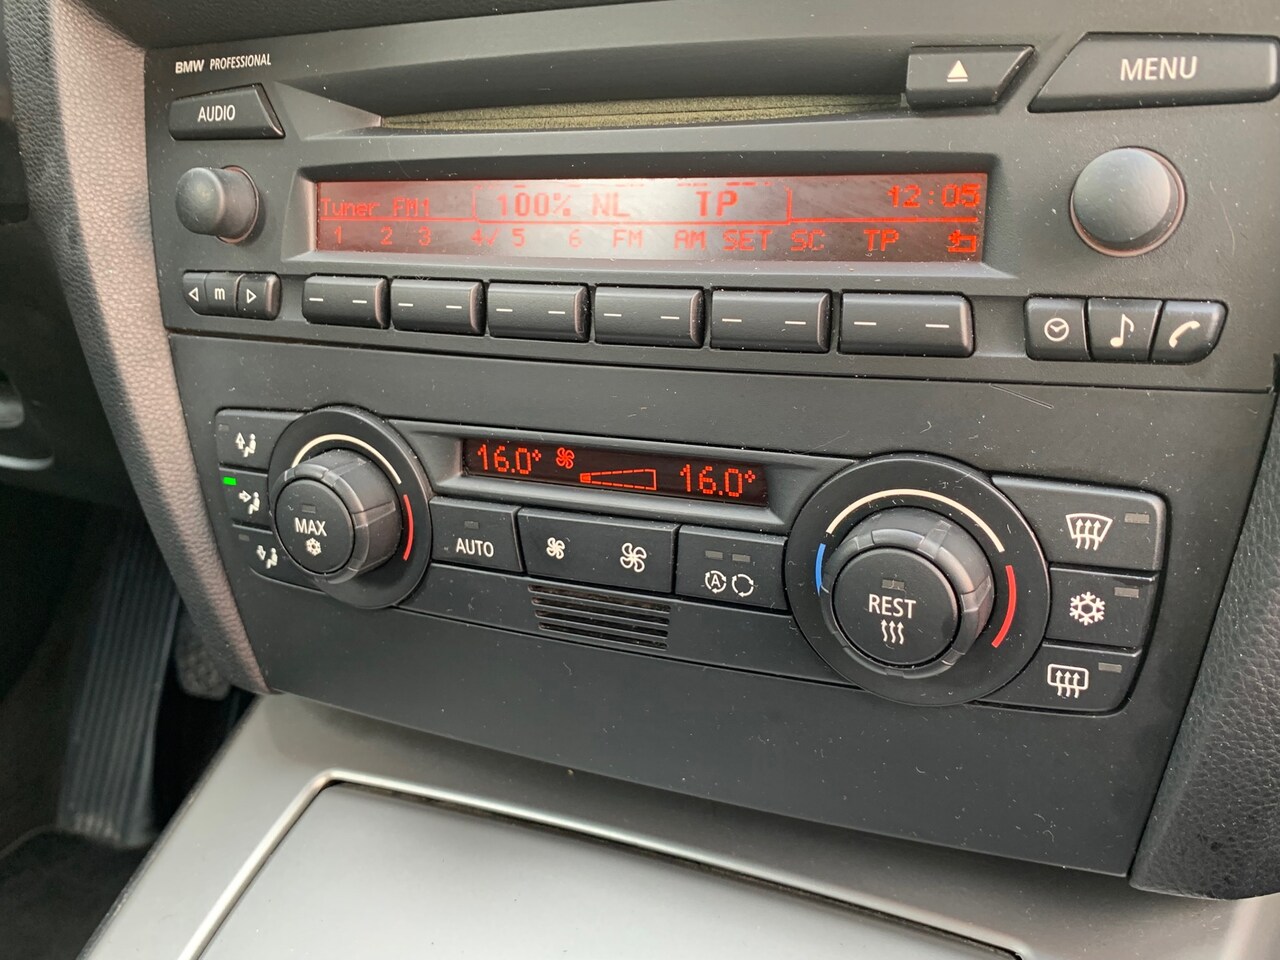 BMW PROFESSIONAL
AUDIO
MENU
Tuner FM1 100% NL TP 12:05
1 2 3 4/ 5 6 FM AM SET SC TP
m
16.0° 16.0°
MAX
AUTO
A
REST